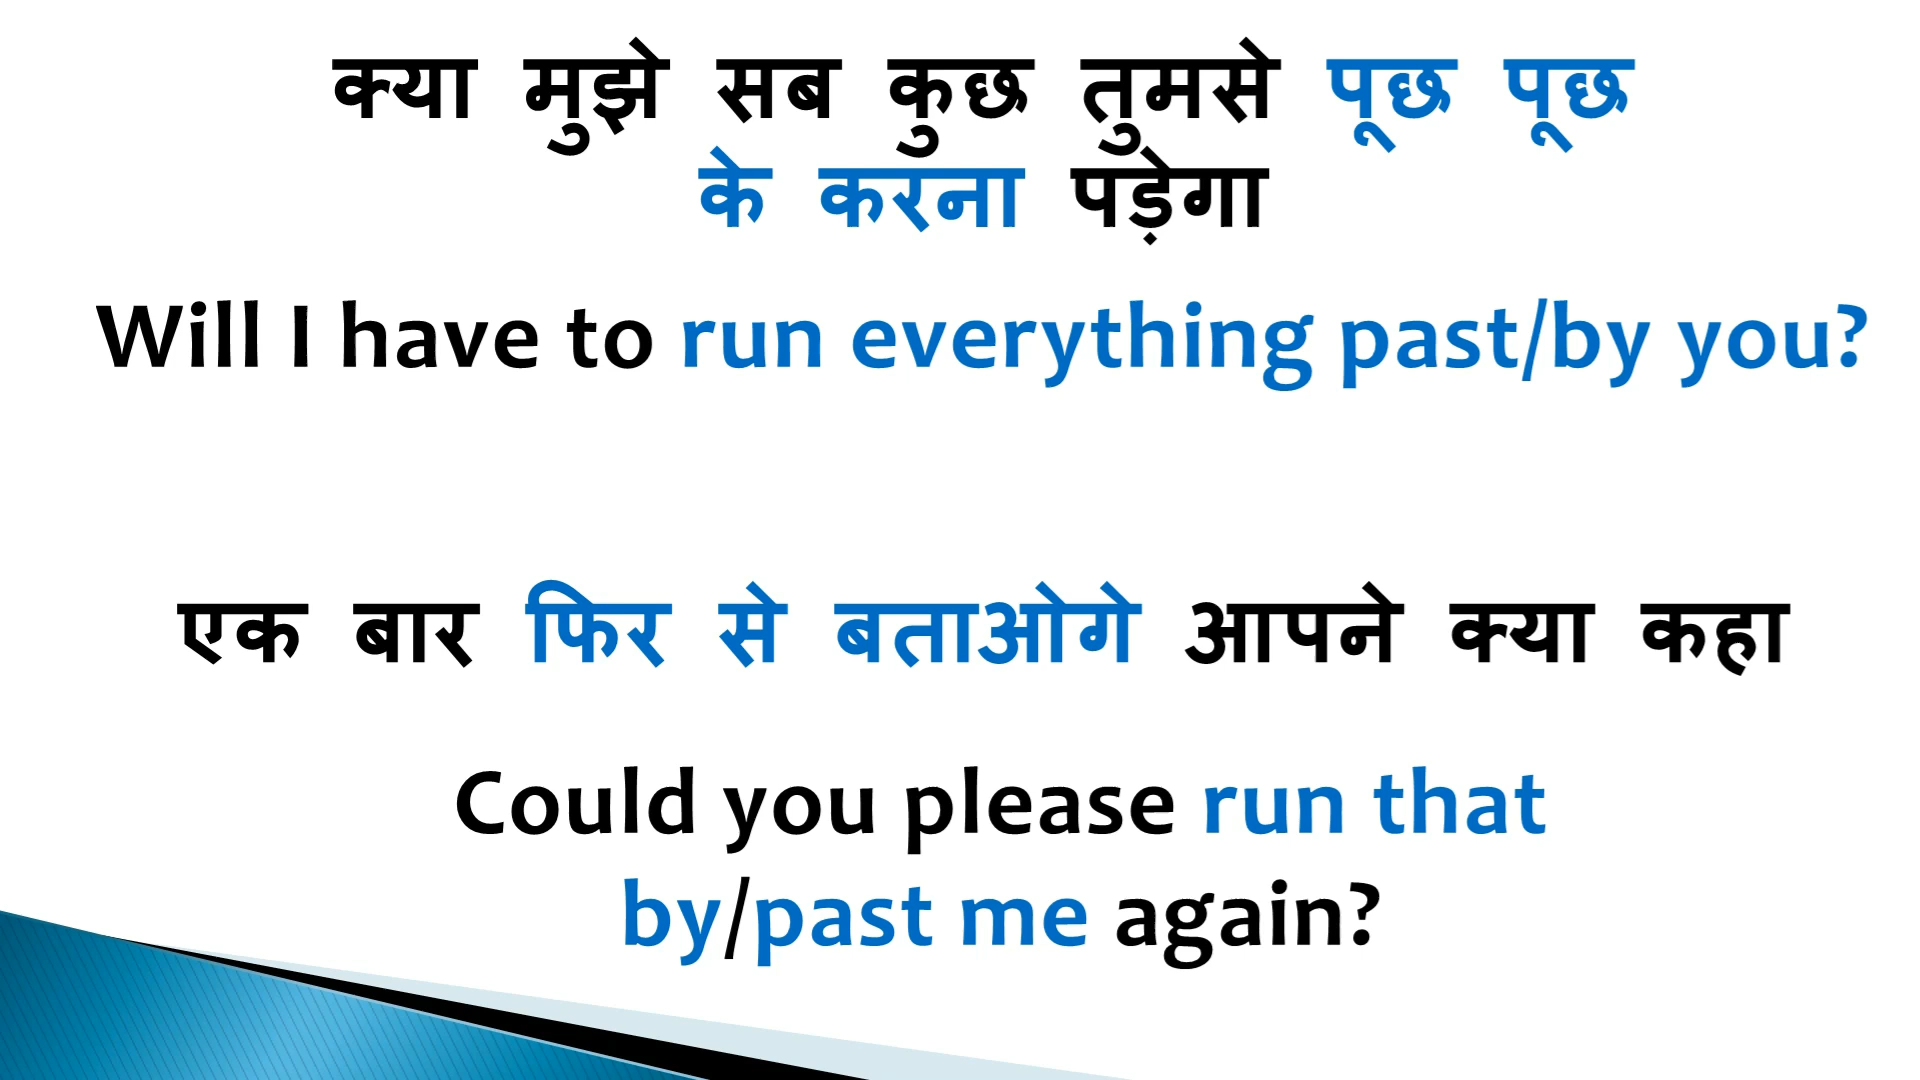 क्या मुझे सब कुछ तुमसे पूछ पूछ
के करना पड़ेगा
Will I have to run everything past/by you?
एक बार फिर से बताओगे आपने क्या कहा
Could you please run that
by/past me again?